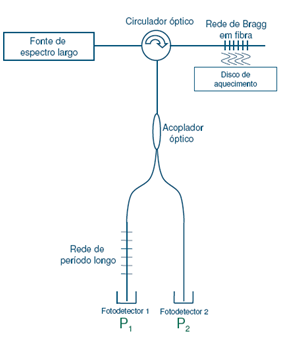 Circulador óptico
Fonte de
espectro largo
Rede de Bragg
em fibra
Disco de
aquecimento
Acoplador
óptico
Rede de
período longo
Fotodetector 1
Fotodetector 2
P1
P2